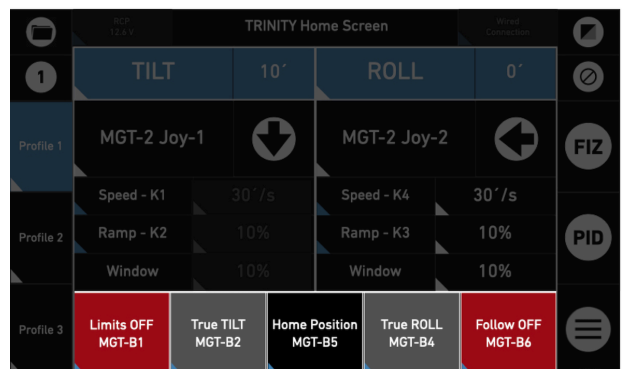 RCP
12.6 V
TRINITY Home Screen
Wired
Connection
1
TILT
10´
ROLL
0´
Profile 1
MGT-2 Joy-1
MGT-2 Joy-2
FIZ
Speed - K1
30´/s
Speed - K4
30´/s
Profile 2
Ramp - K2
10%
Ramp - K3
10%
PID
Window
10%
Window
10%
Profile 3
Limits OFF
MGT-B1
True TILT
MGT-B2
Home Position
MGT-B5
True ROLL
MGT-B4
Follow OFF
MGT-B6